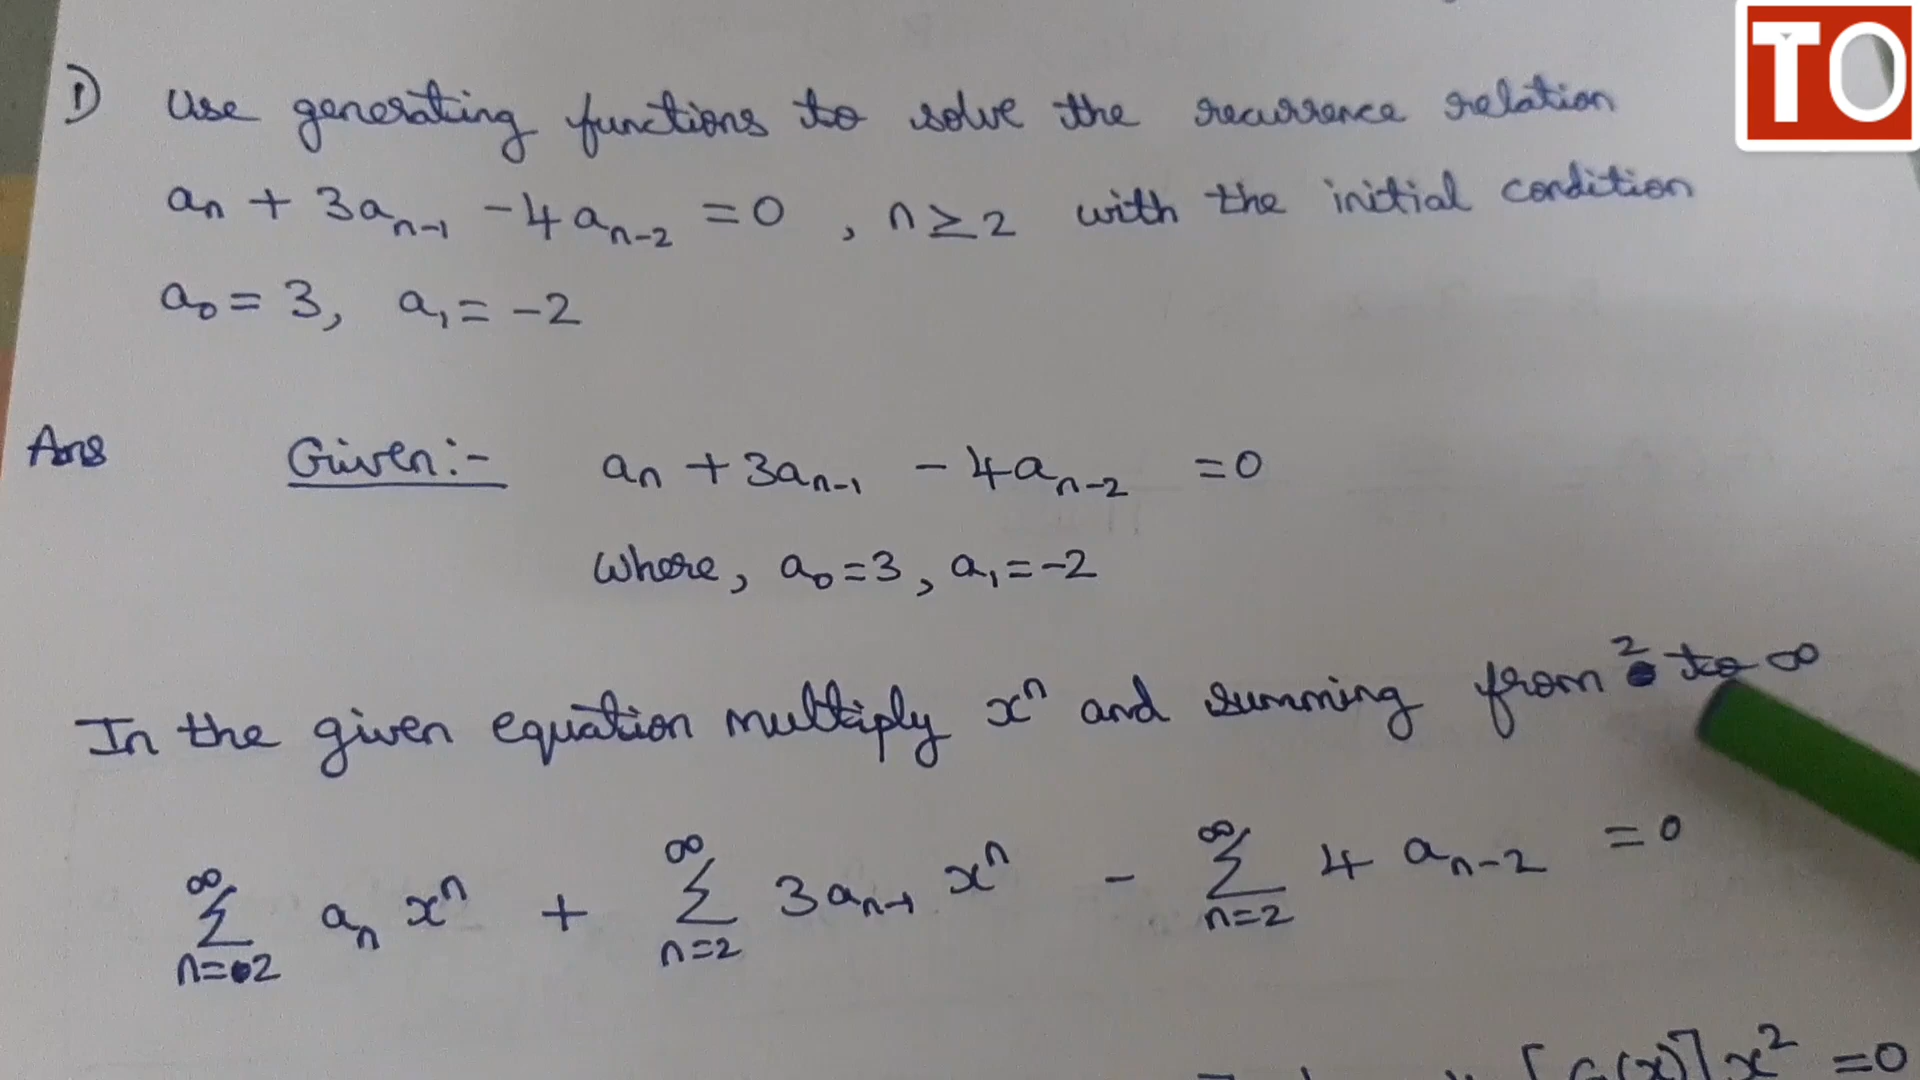 TO
1) Use generating functions to solve the recurrence relation
aₙ + 3aₙ₋₁ - 4aₙ₋₂ = 0 , n ≥ 2 with the initial condition
a₀ = 3, a₁ = -2
Ans Given:- aₙ + 3aₙ₋₁ - 4aₙ₋₂ = 0
Where, a₀ = 3, a₁ = -2
In the given equation multiply xⁿ and summing from 2 to ∞
∞∑n=2 aₙ xⁿ + ∞∑n=2 3aₙ₋₁ xⁿ - ∞∑n=2 4 aₙ₋₂ = 0
[G(x)] x² = 0